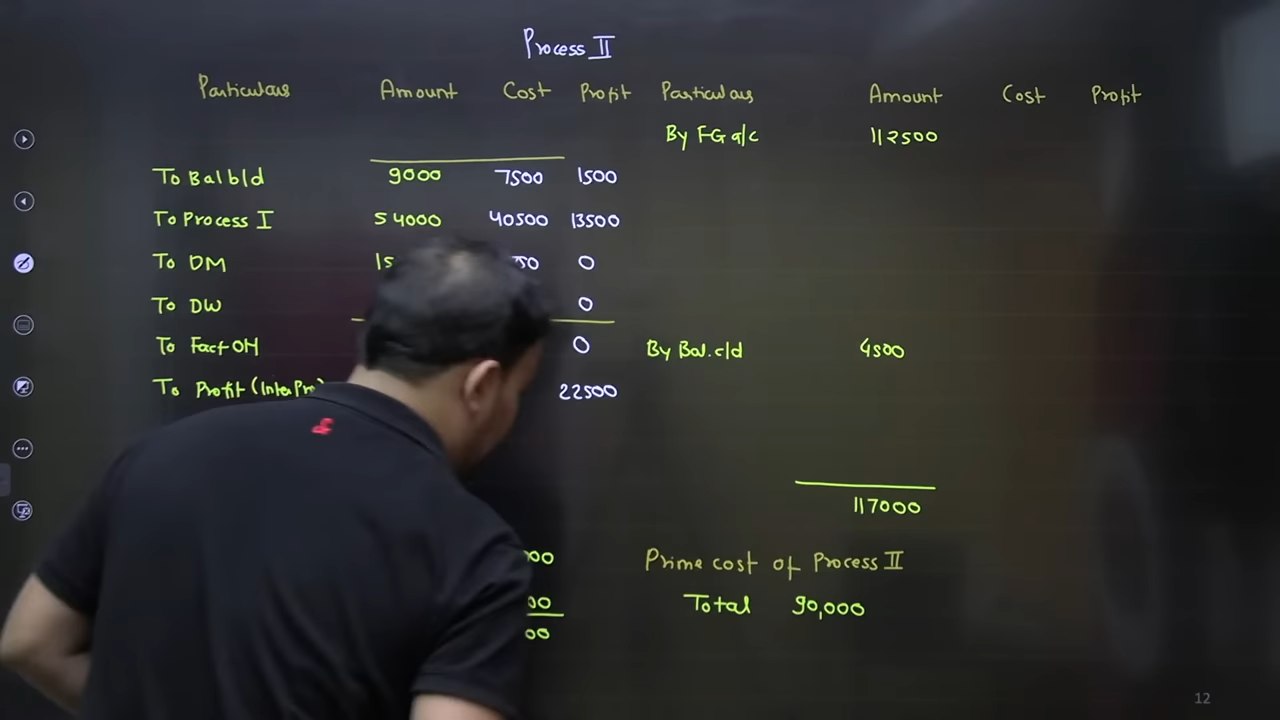 Process II
Particulars Amount Cost Profit Particulars Amount Cost Profit
By FG a/c 112500
To Bal b/d 9000 7500 1500
To Process I 54000 40500 13500
To DM 0
To DW 0
To Fact OH 0 By Bal. c/d 4500
To Profit 22500
117000
Prime cost of Process II
Total 90,000
12